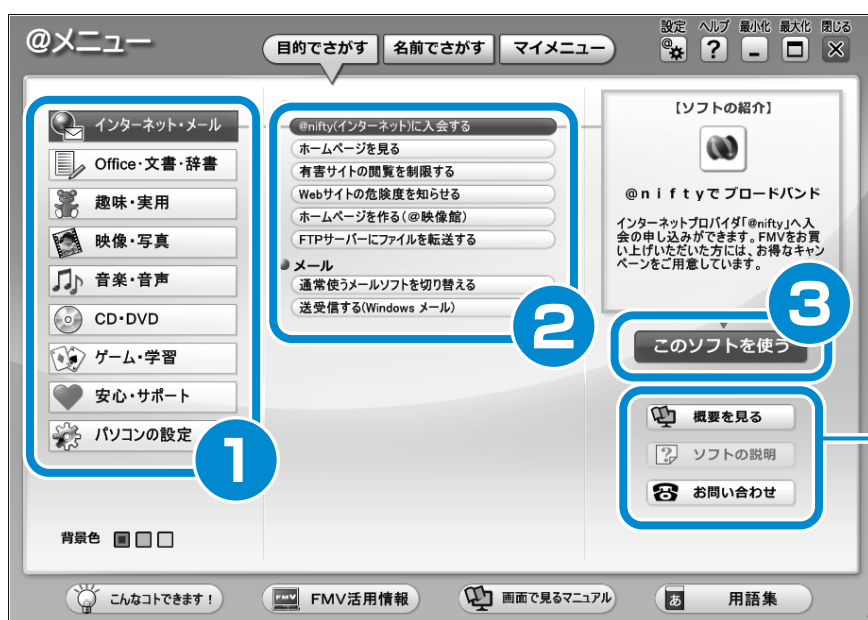 @メニュー
目的でさがす 名前でさがす マイメニュー
設定 ヘルプ 最小化 最大化 閉じる
インターネット・メール
Office・文書・辞書
趣味・実用
映像・写真
音楽・音声
CD・DVD
ゲーム・学習
安心・サポート
パソコンの設定
1
背景色
@nifty(インターネット)に入会する
ホームページを見る
有害サイトの閲覧を制限する
Webサイトの危険度を知らせる
ホームページを作る(@映像館)
FTPサーバーにファイルを転送する
メール
通常使うメールソフトを切り替える
送受信する(Windows メール)
2
【ソフトの紹介】
@niftyでブロードバンド
インターネットプロバイダ「@nifty」へ入
会の申し込みができます。FMVをお買
い上げいただいた方には、お得なキャン
ペーンをご用意しています。
3
このソフトを使う
概要を見る
ソフトの説明
お問い合わせ
こんなコトできます!
FMV FMV活用情報
画面で見るマニュアル
あ 用語集